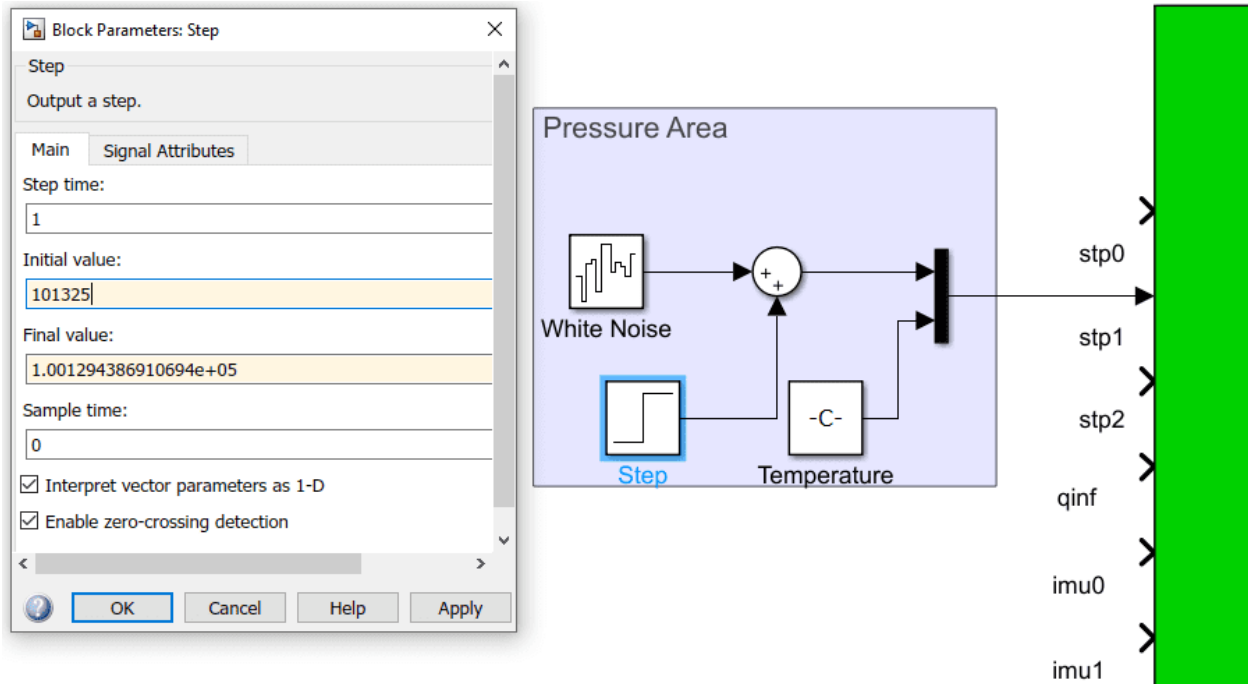 Block Parameters: Step
Step
Output a step.
Main
Signal Attributes
Step time:
1
Initial value:
101325
Final value:
1.001294386910694e+05
Sample time:
0
Interpret vector parameters as 1-D
Enable zero-crossing detection
OK
Cancel
Help
Apply
Pressure Area
White Noise
+
+
Step
-C-
Temperature
stp0
stp1
stp2
qinf
imu0
imu1